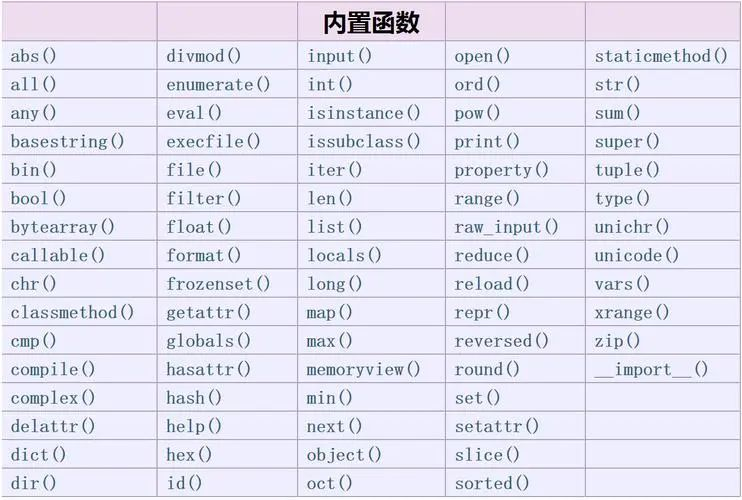 内置函数
abs() divmod() input() open() staticmethod()
all() enumerate() int() ord() str()
any() eval() isinstance() pow() sum()
basestring() execfile() issubclass() print() super()
bin() file() iter() property() tuple()
bool() filter() len() range() type()
bytearray() float() list() raw_input() unichr()
callable() format() locals() reduce() unicode()
chr() frozenset() long() reload() vars()
classmethod() getattr() map() repr() xrange()
cmp() globals() max() reversed() zip()
compile() hasattr() memoryview() round() __import__()
complex() hash() min() set()
delattr() help() next() setattr()
dict() hex() object() slice()
dir() id() oct() sorted()